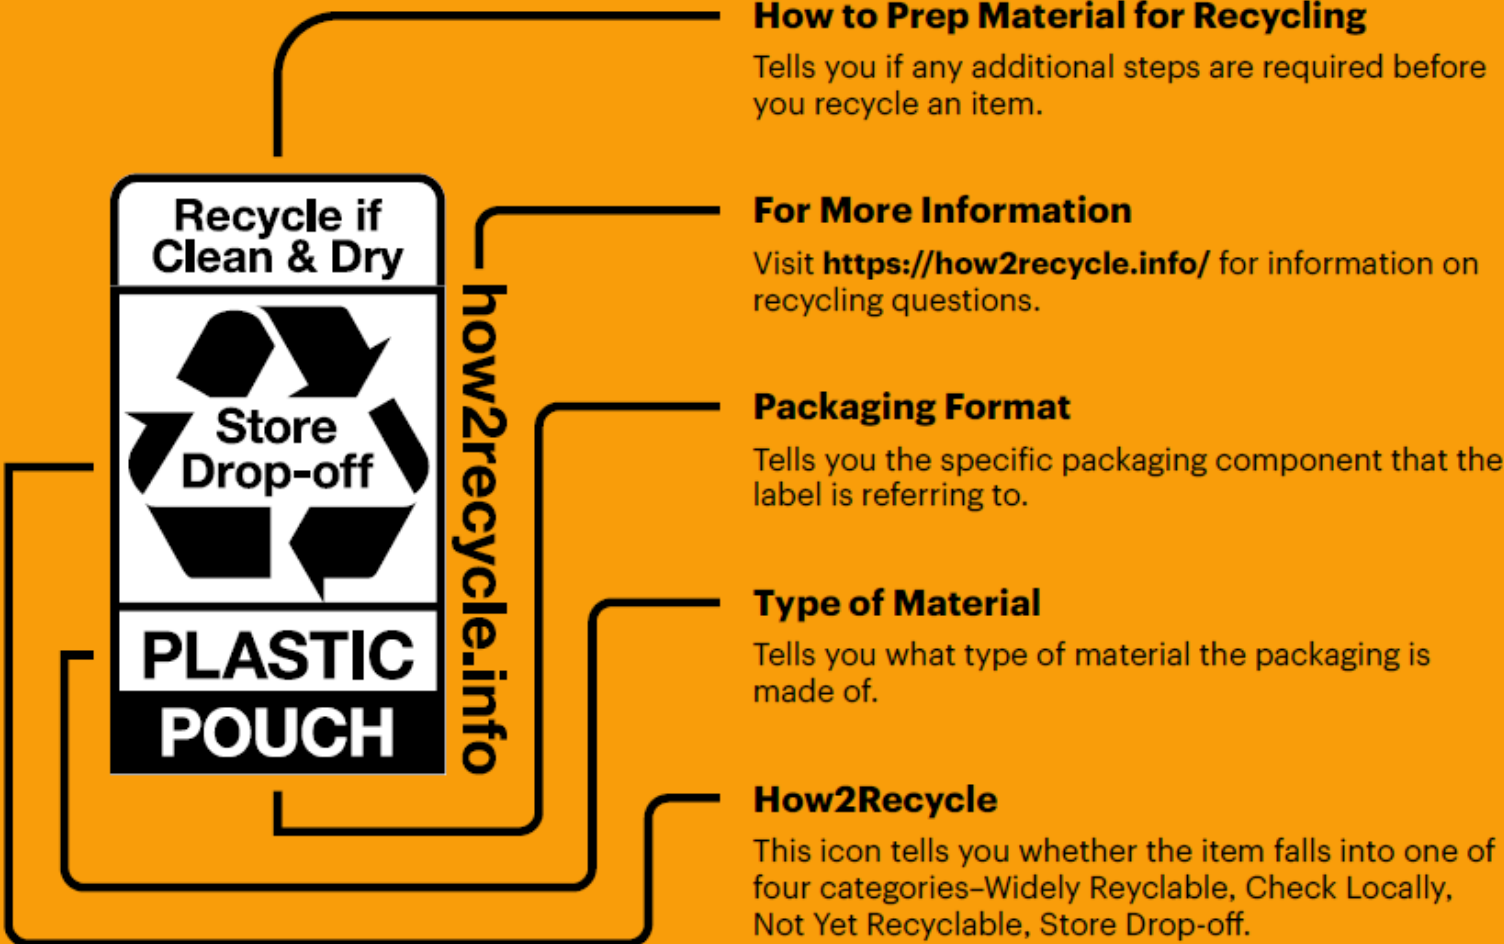 How to Prep Material for Recycling
Tells you if any additional steps are required before
you recycle an item.
Recycle if
Clean & Dry
Store
Drop-off
PLASTIC
POUCH
how2recycle.info
For More Information
Visit https://how2recycle.info/ for information on
recycling questions.
Packaging Format
Tells you the specific packaging component that the
label is referring to.
Type of Material
Tells you what type of material the packaging is
made of.
How2Recycle
This icon tells you whether the item falls into one of
four categories–Widely Reyclable, Check Locally,
Not Yet Recyclable, Store Drop-off.